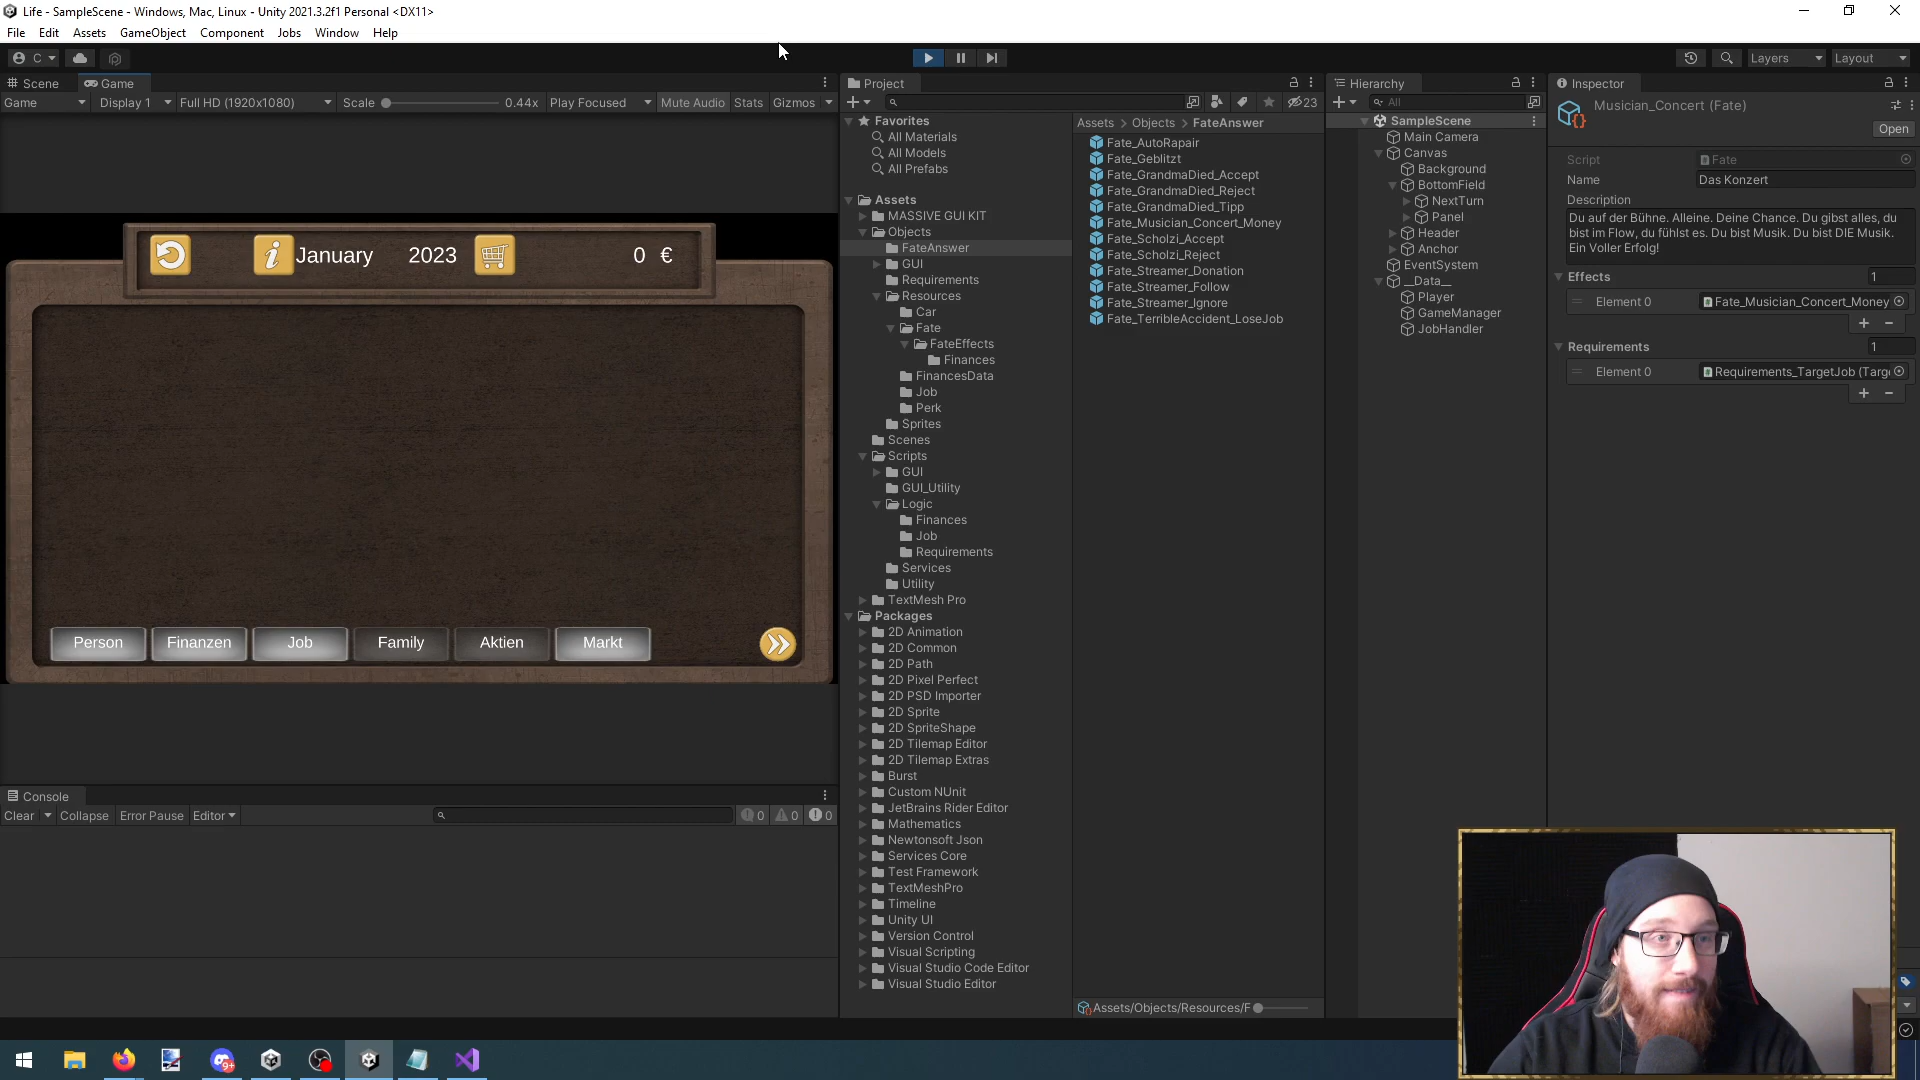 Life - SampleScene - Windows, Mac, Linux - Unity 2021.3.2f1 Personal <DX11>
File Edit Assets GameObject Component Jobs Window Help
C Layers Layout
Scene Game
Game Display 1 Full HD (1920x1080) Scale 0.44x Play Focused Mute Audio Stats Gizmos
January 2023 0 €
Person Finanzen Job Family Aktien Markt
Console
Clear Collapse Error Pause Editor 0 0 0
Project
23
Favorites
All Materials
All Models
All Prefabs
Assets
MASSIVE GUI KIT
Objects
FateAnswer
GUI
Requirements
Resources
Car
Fate
FateEffects
Finances
FinancesData
Job
Perk
Sprites
Scenes
Scripts
GUI
GUI_Utility
Logic
Finances
Job
Requirements
Services
Utility
TextMesh Pro
Packages
2D Animation
2D Common
2D Path
2D Pixel Perfect
2D PSD Importer
2D Sprite
2D SpriteShape
2D Tilemap Editor
2D Tilemap Extras
Burst
Custom NUnit
JetBrains Rider Editor
Mathematics
Newtonsoft Json
Services Core
Test Framework
TextMeshPro
Timeline
Unity UI
Version Control
Visual Scripting
Visual Studio Code Editor
Visual Studio Editor
Assets > Objects > FateAnswer
Fate_AutoRapair
Fate_Geblitzt
Fate_GrandmaDied_Accept
Fate_GrandmaDied_Reject
Fate_GrandmaDied_Tipp
Fate_Musician_Concert_Money
Fate_Scholzi_Accept
Fate_Scholzi_Reject
Fate_Streamer_Donation
Fate_Streamer_Follow
Fate_Streamer_Ignore
Fate_TerribleAccident_LoseJob
Assets/Objects/Resources/F
Hierarchy
All
SampleScene
Main Camera
Canvas
Background
BottomField
NextTurn
Panel
Header
Anchor
EventSystem
__Data__
Player
GameManager
JobHandler
Inspector
Musician_Concert (Fate)
Open
Script Fate
Name Das Konzert
Description
Du auf der Bühne. Alleine. Deine Chance. Du gibst alles, du
bist im Flow, du fühlst es. Du bist Musik. Du bist DIE Musik.
Ein Voller Erfolg!
Effects 1
Element 0 Fate_Musician_Concert_Money
Requirements 1
Element 0 Requirements_TargetJob (Targ
9+